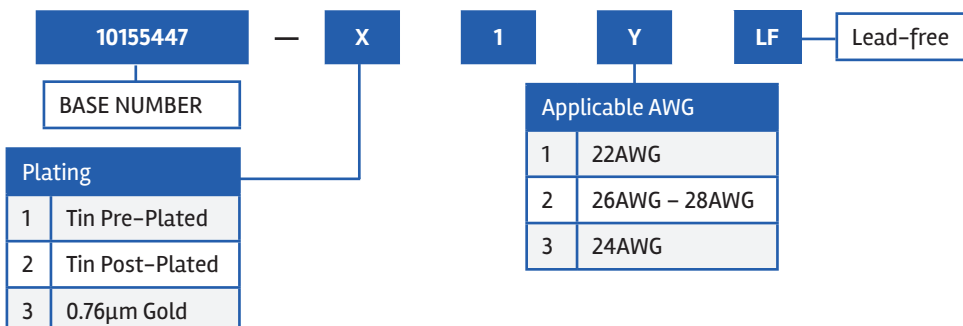 10155447 — X 1 Y LF Lead-free
BASE NUMBER
Plating
1 Tin Pre-Plated
2 Tin Post-Plated
3 0.76µm Gold
Applicable AWG
1 22AWG
2 26AWG – 28AWG
3 24AWG